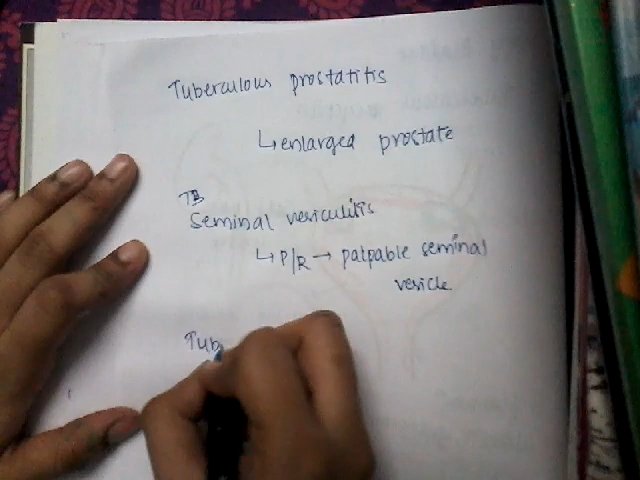 Tuberculous prostatitis
↳ enlarged prostate
TB
Seminal vesiculitis
↳ P/R → palpable seminal
vesicle
Tub